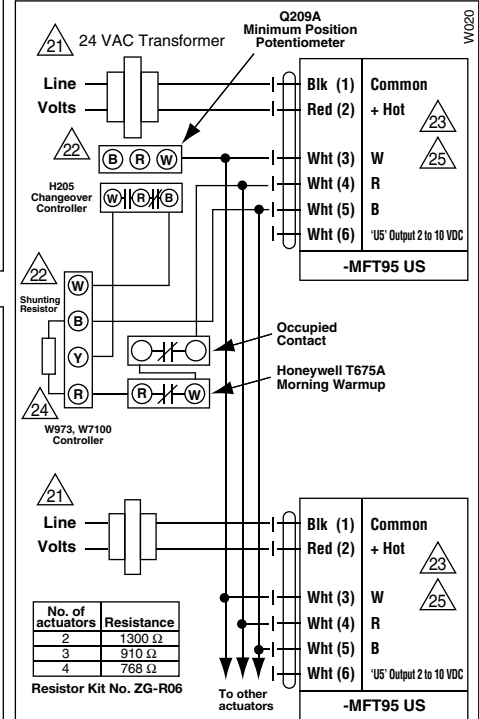 W020
Q209A
Minimum Position
Potentiometer
21
24 VAC Transformer
Line
Volts
Blk (1) Common
Red (2) + Hot
23
22
B R W
Wht (3) W
25
H205
Changeover
Controller
W R B
Wht (4) R
Wht (5) B
Wht (6) ‘U5’ Output 2 to 10 VDC
-MFT95 US
22
Shunting
Resistor
W
B
Y
R
Occupied
Contact
Honeywell T675A
Morning Warmup
R W
24
W973, W7100
Controller
21
Line
Volts
Blk (1) Common
Red (2) + Hot
23
Wht (3) W
25
Wht (4) R
Wht (5) B
Wht (6) ‘U5’ Output 2 to 10 VDC
-MFT95 US
No. of
actuators Resistance
2 1300 Ω
3 910 Ω
4 768 Ω
Resistor Kit No. ZG-R06
To other
actuators